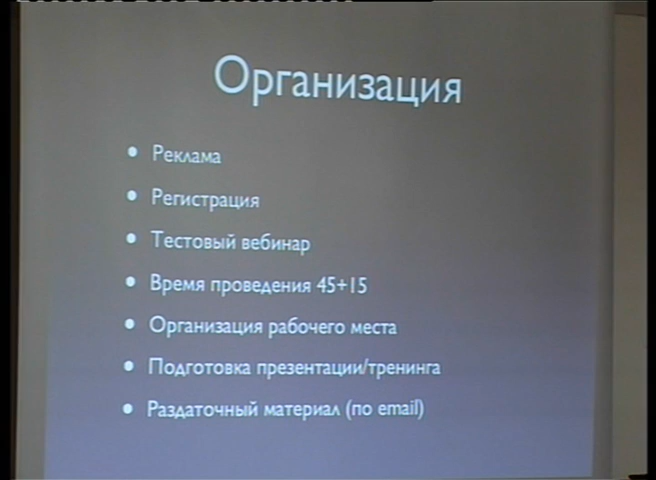 Организация
• Реклама
• Регистрация
• Тестовый вебинар
• Время проведения 45+15
• Организация рабочего места
• Подготовка презентации/тренинга
• Раздаточный материал (по email)